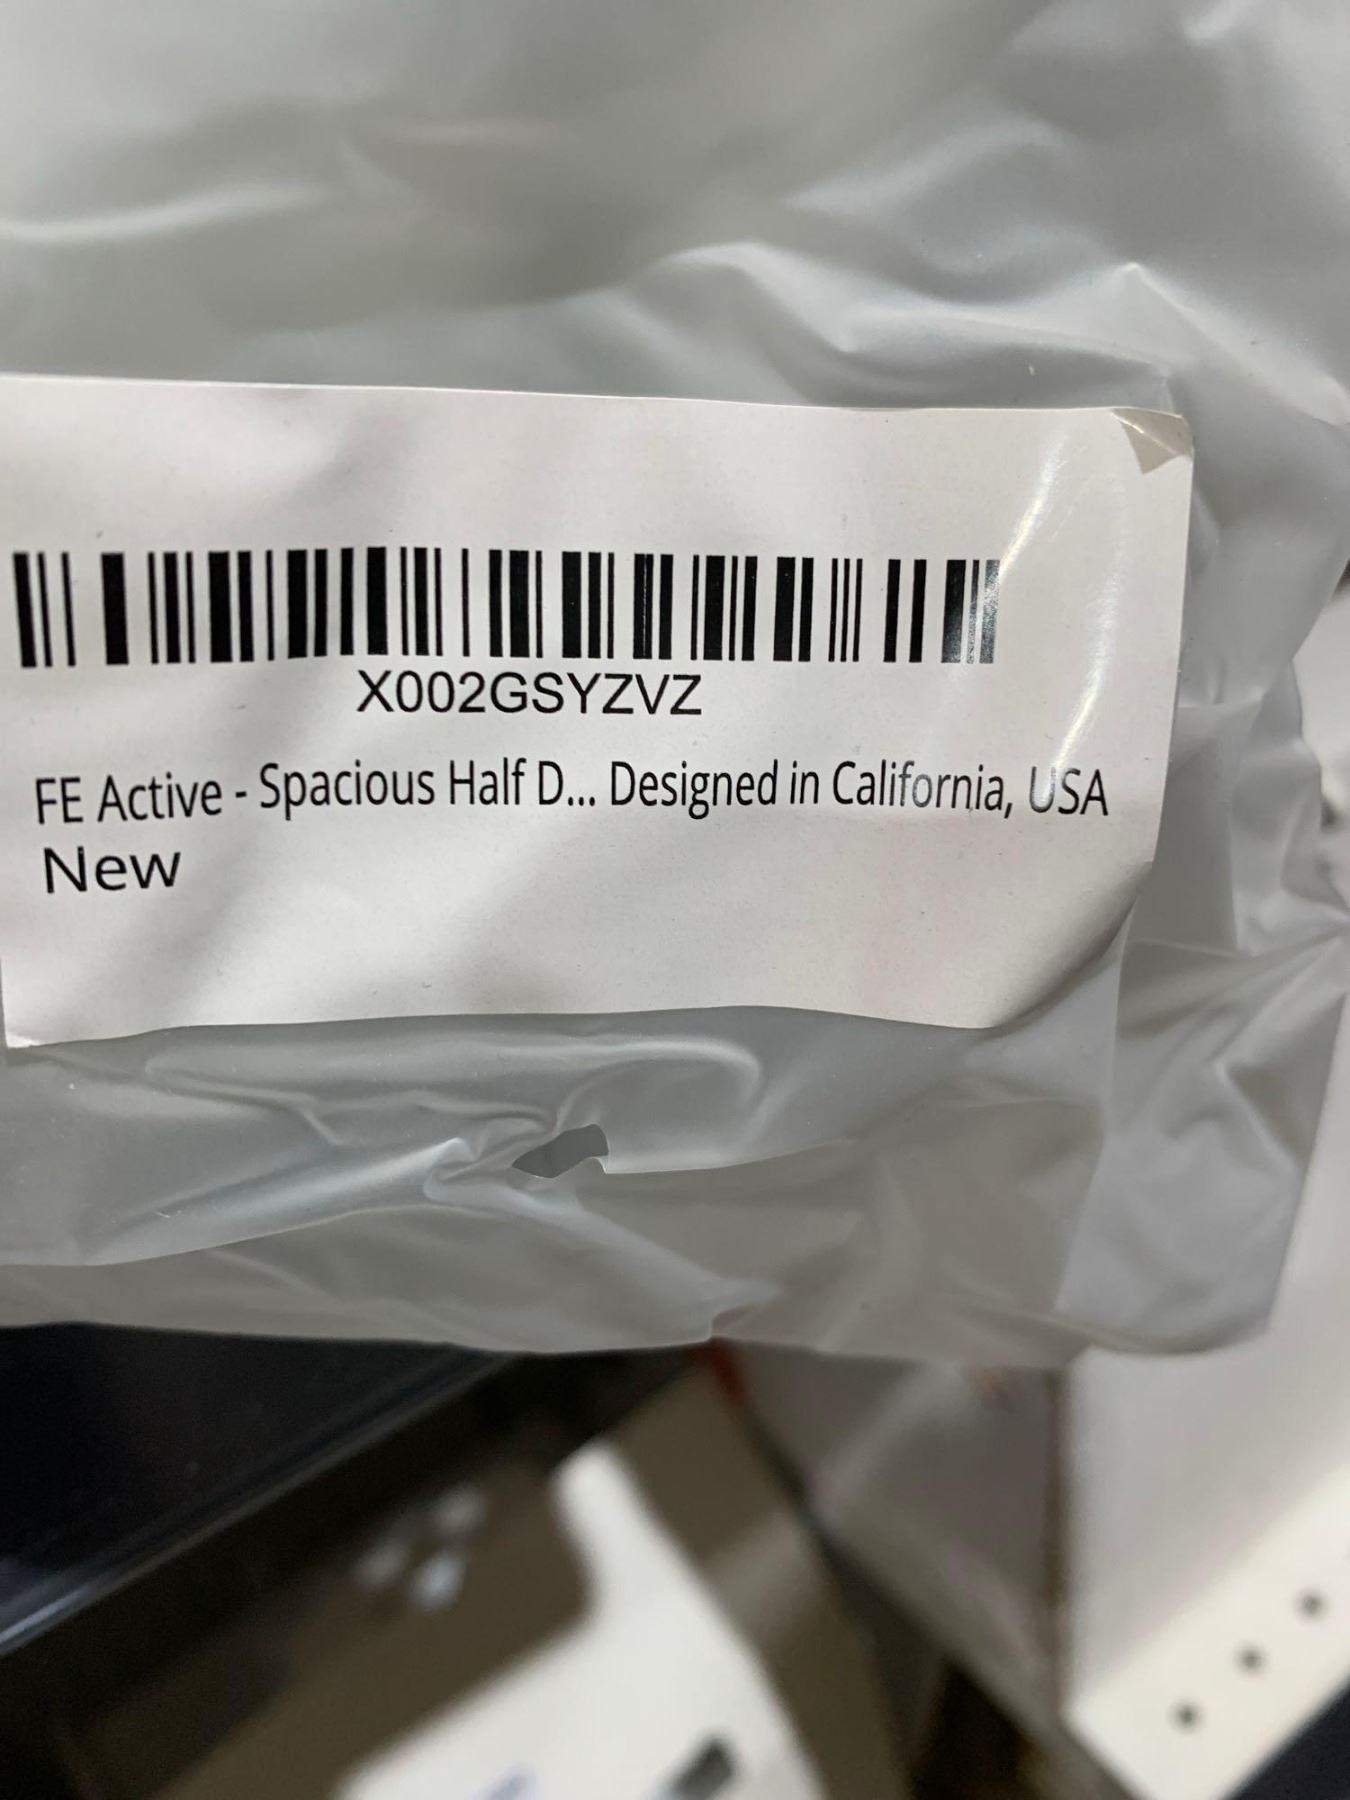 X002GSYZVZ
FE Active - Spacious Half D... Designed in California, USA
New